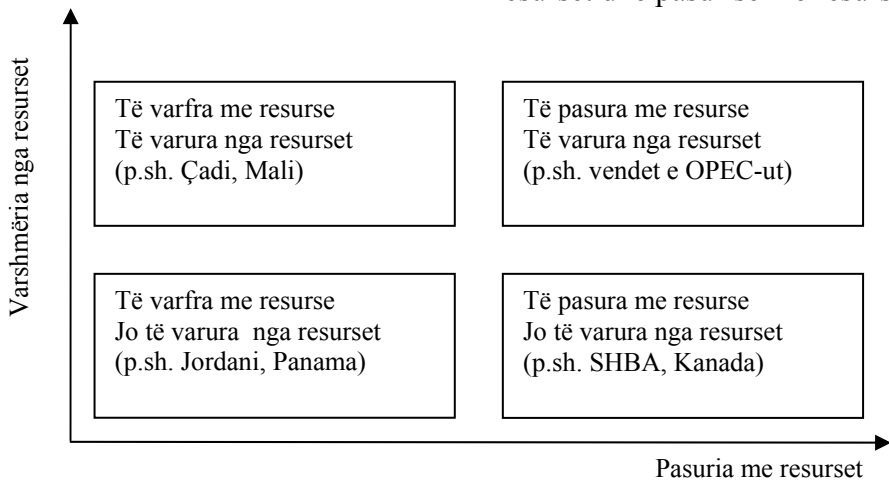 Varshmëria nga resurset
Të varfra me resurse
Të varura nga resurset
(p.sh. Çadi, Mali)
Të pasura me resurse
Të varura nga resurset
(p.sh. vendet e OPEC-ut)
Të varfra me resurse
Jo të varura  nga resurset
(p.sh. Jordani, Panama)
Të pasura me resurse
Jo të varura nga resurset
(p.sh. SHBA, Kanada)
Pasuria me resurset